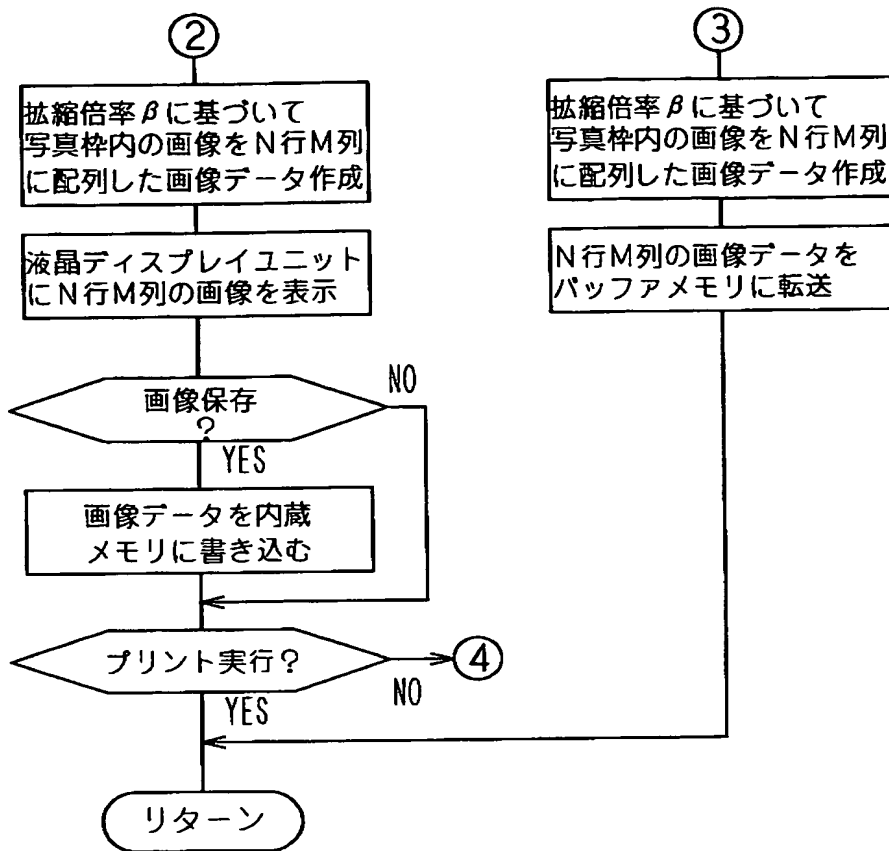 ②
拡縮倍率βに基づいて
写真枠内の画像をN行M列
に配列した画像データ作成
液晶ディスプレイユニット
にN行M列の画像を表示
画像保存
?
NO
YES
画像データを内蔵
メモリに書き込む
プリント実行?
④
NO
YES
リターン
③
拡縮倍率βに基づいて
写真枠内の画像をN行M列
に配列した画像データ作成
N行M列の画像データを
バッファメモリに転送